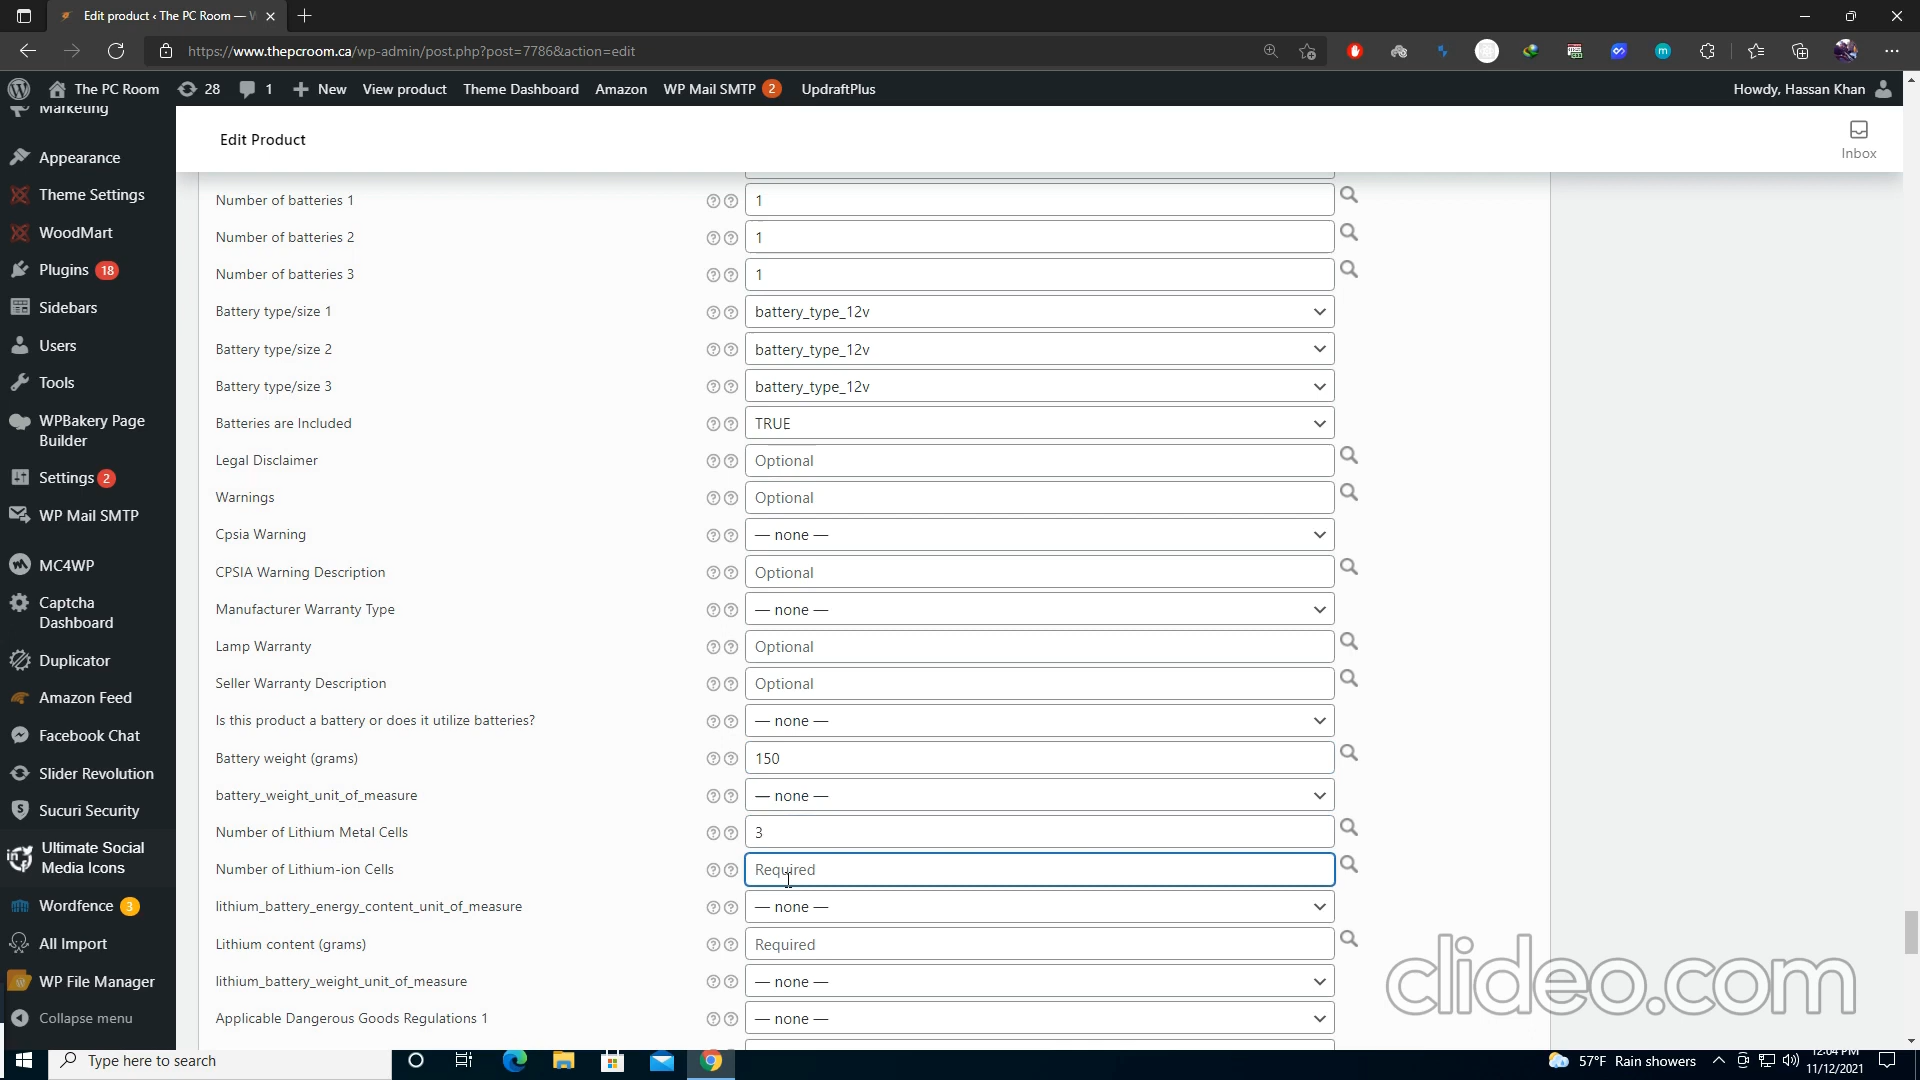 Edit product ‹ The PC Room — W
https://www.thepcroom.ca/wp-admin/post.php?post=7786&action=edit
The PC Room 28 1 New View product Theme Dashboard Amazon WP Mail SMTP 2 UpdraftPlus Howdy, Hassan Khan
Marketing
Appearance
Theme Settings
WoodMart
Plugins 18
Sidebars
Users
Tools
WPBakery Page
Builder
Settings 2
WP Mail SMTP
MC4WP
Captcha
Dashboard
Duplicator
Amazon Feed
Facebook Chat
Slider Revolution
Sucuri Security
Ultimate Social
Media Icons
Wordfence 3
All Import
WP File Manager
Collapse menu
Edit Product
Inbox
Number of batteries 1 1
Number of batteries 2 1
Number of batteries 3 1
Battery type/size 1 battery_type_12v
Battery type/size 2 battery_type_12v
Battery type/size 3 battery_type_12v
Batteries are Included TRUE
Legal Disclaimer Optional
Warnings Optional
Cpsia Warning — none —
CPSIA Warning Description Optional
Manufacturer Warranty Type — none —
Lamp Warranty Optional
Seller Warranty Description Optional
Is this product a battery or does it utilize batteries? — none —
Battery weight (grams) 150
battery_weight_unit_of_measure — none —
Number of Lithium Metal Cells 3
Number of Lithium-ion Cells Required
lithium_battery_energy_content_unit_of_measure — none —
Lithium content (grams) Required
lithium_battery_weight_unit_of_measure — none —
Applicable Dangerous Goods Regulations 1 — none —
clideo.com
Type here to search
57°F Rain showers
12:04 PM
11/12/2021